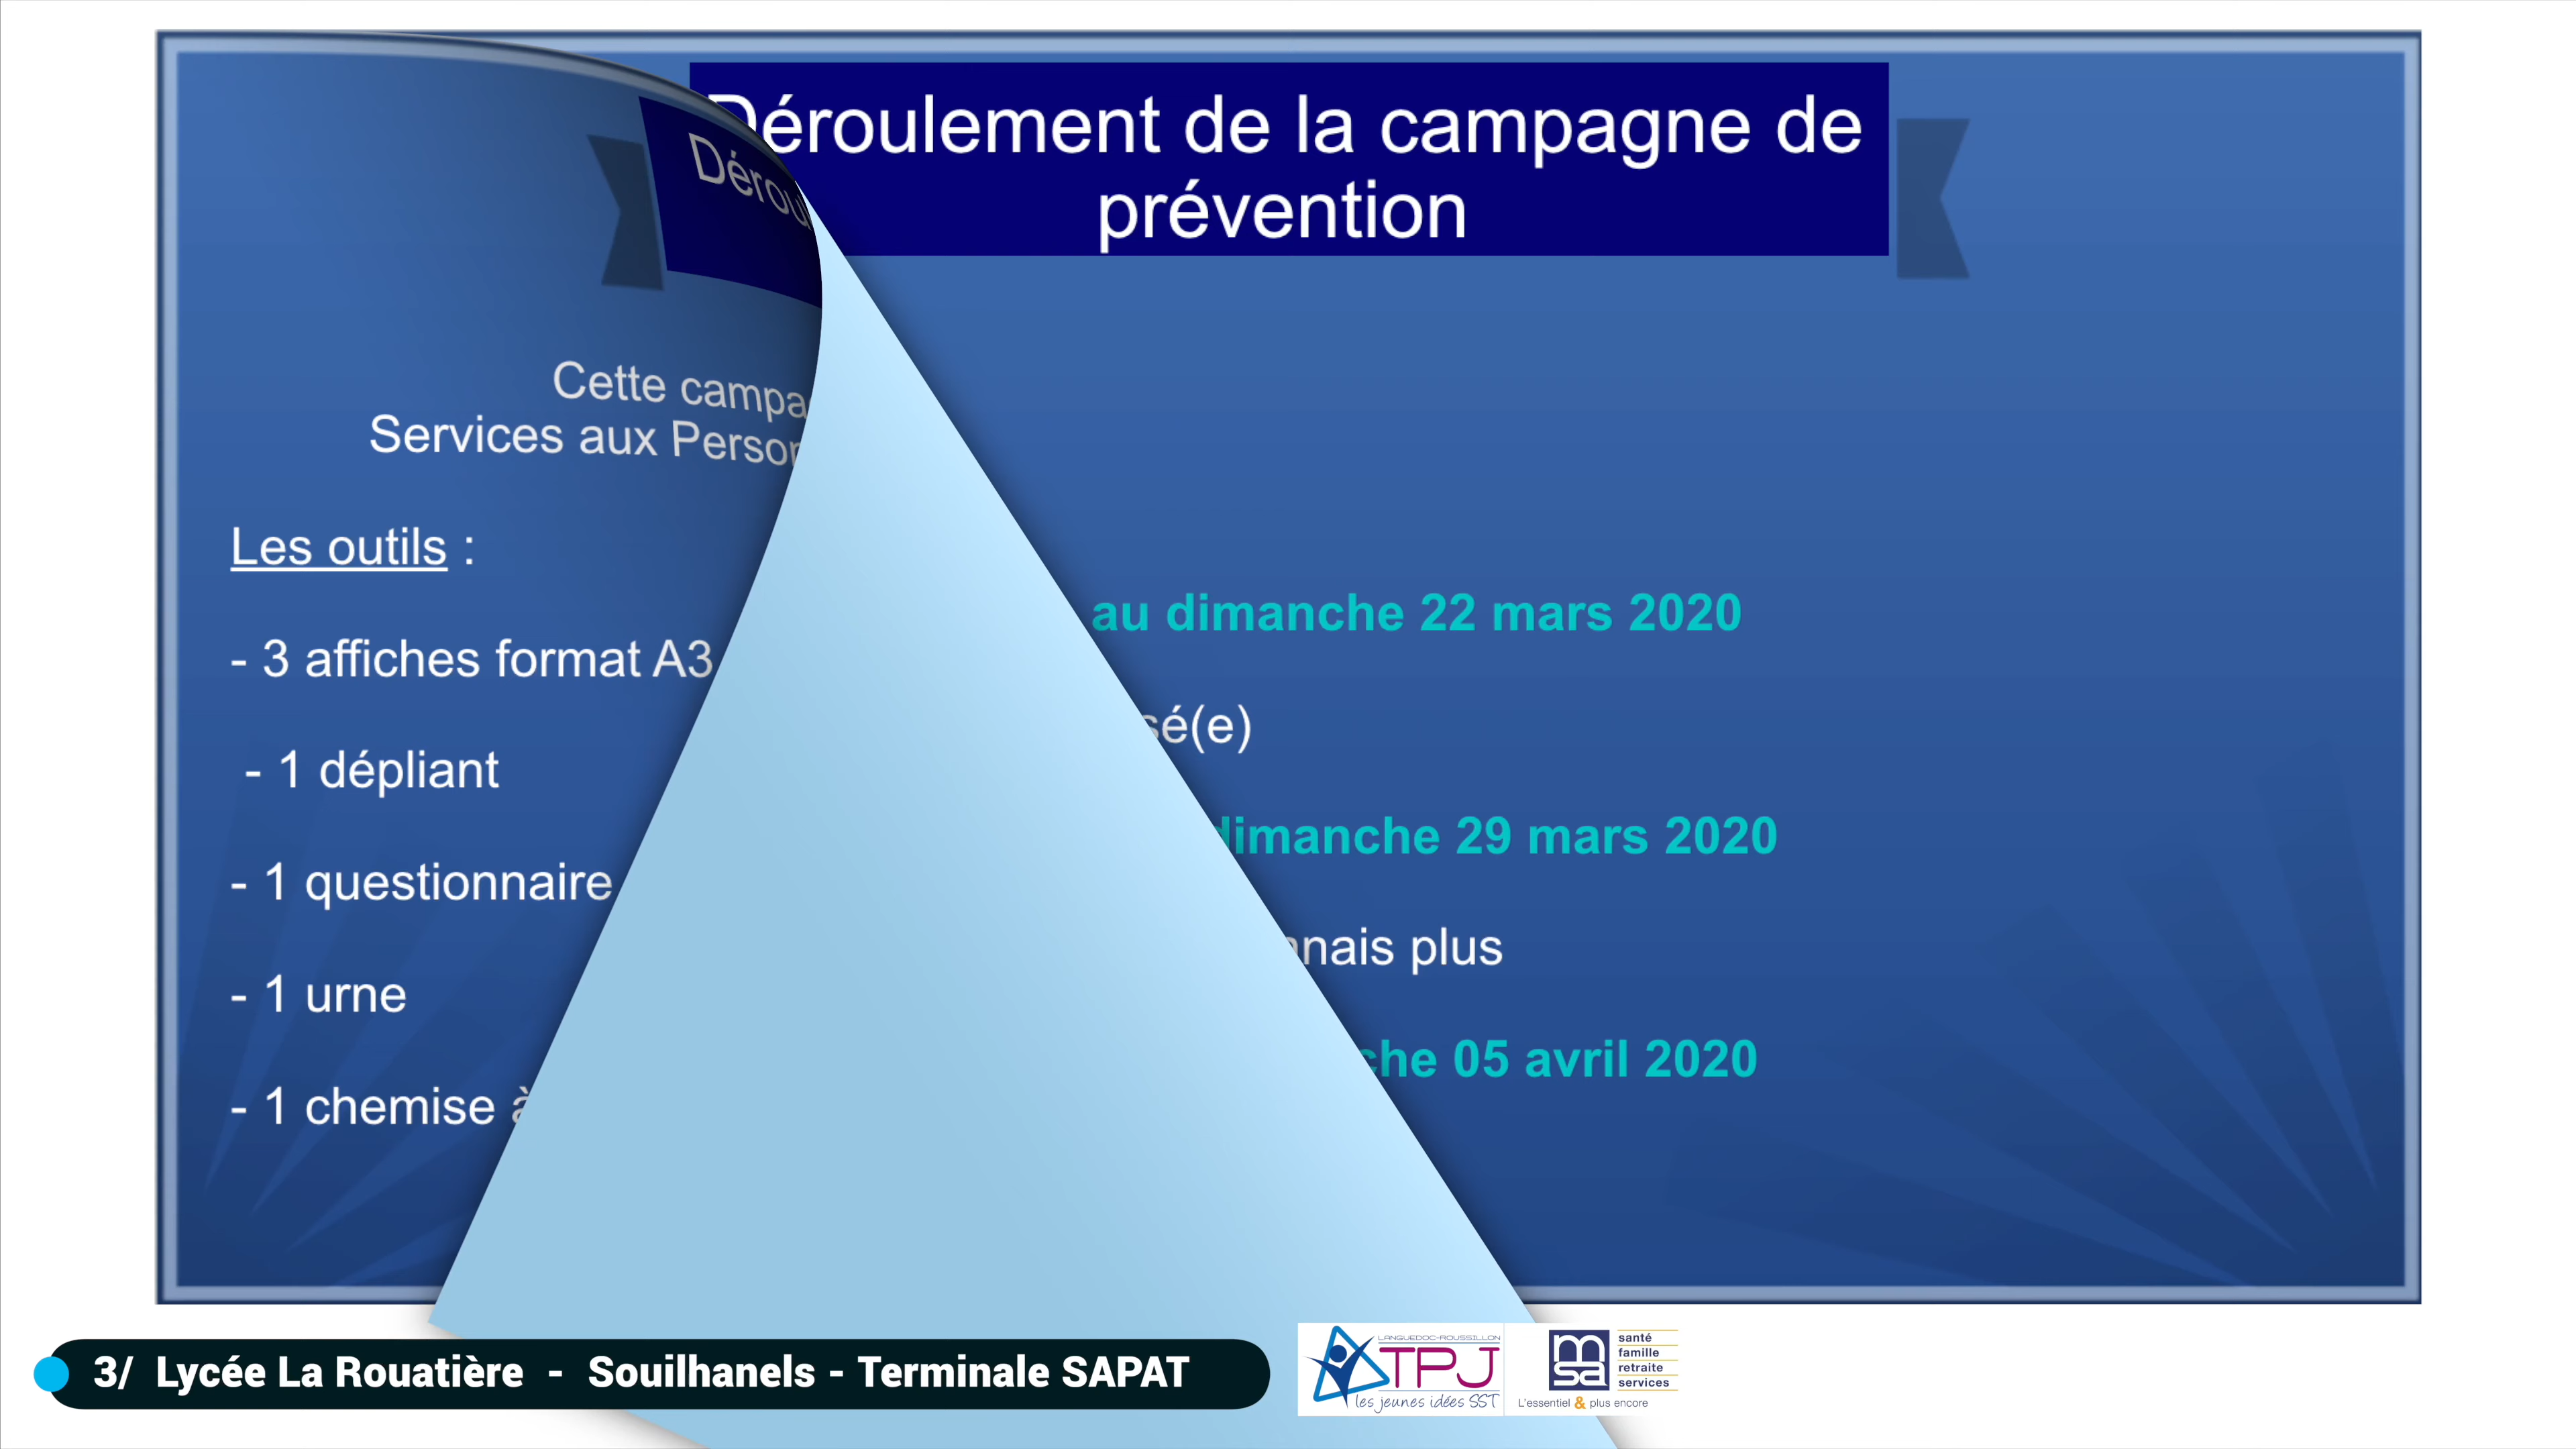 Déroulement de la campagne de
prévention
Dérou
Cette campa
Services aux Person
Les outils :
- 3 affiches format A3
- 1 dépliant
- 1 questionnaire
- 1 urne
- 1 chemise à
au dimanche 22 mars 2020
sé(e)
dimanche 29 mars 2020
nnais plus
che 05 avril 2020
3/ Lycée La Rouatière - Souilhanels - Terminale SAPAT
LANGUEDOC-ROUSSILLON
TPJ
les jeunes idées SST
msa
santé
famille
retraite
services
L'essentiel & plus encore